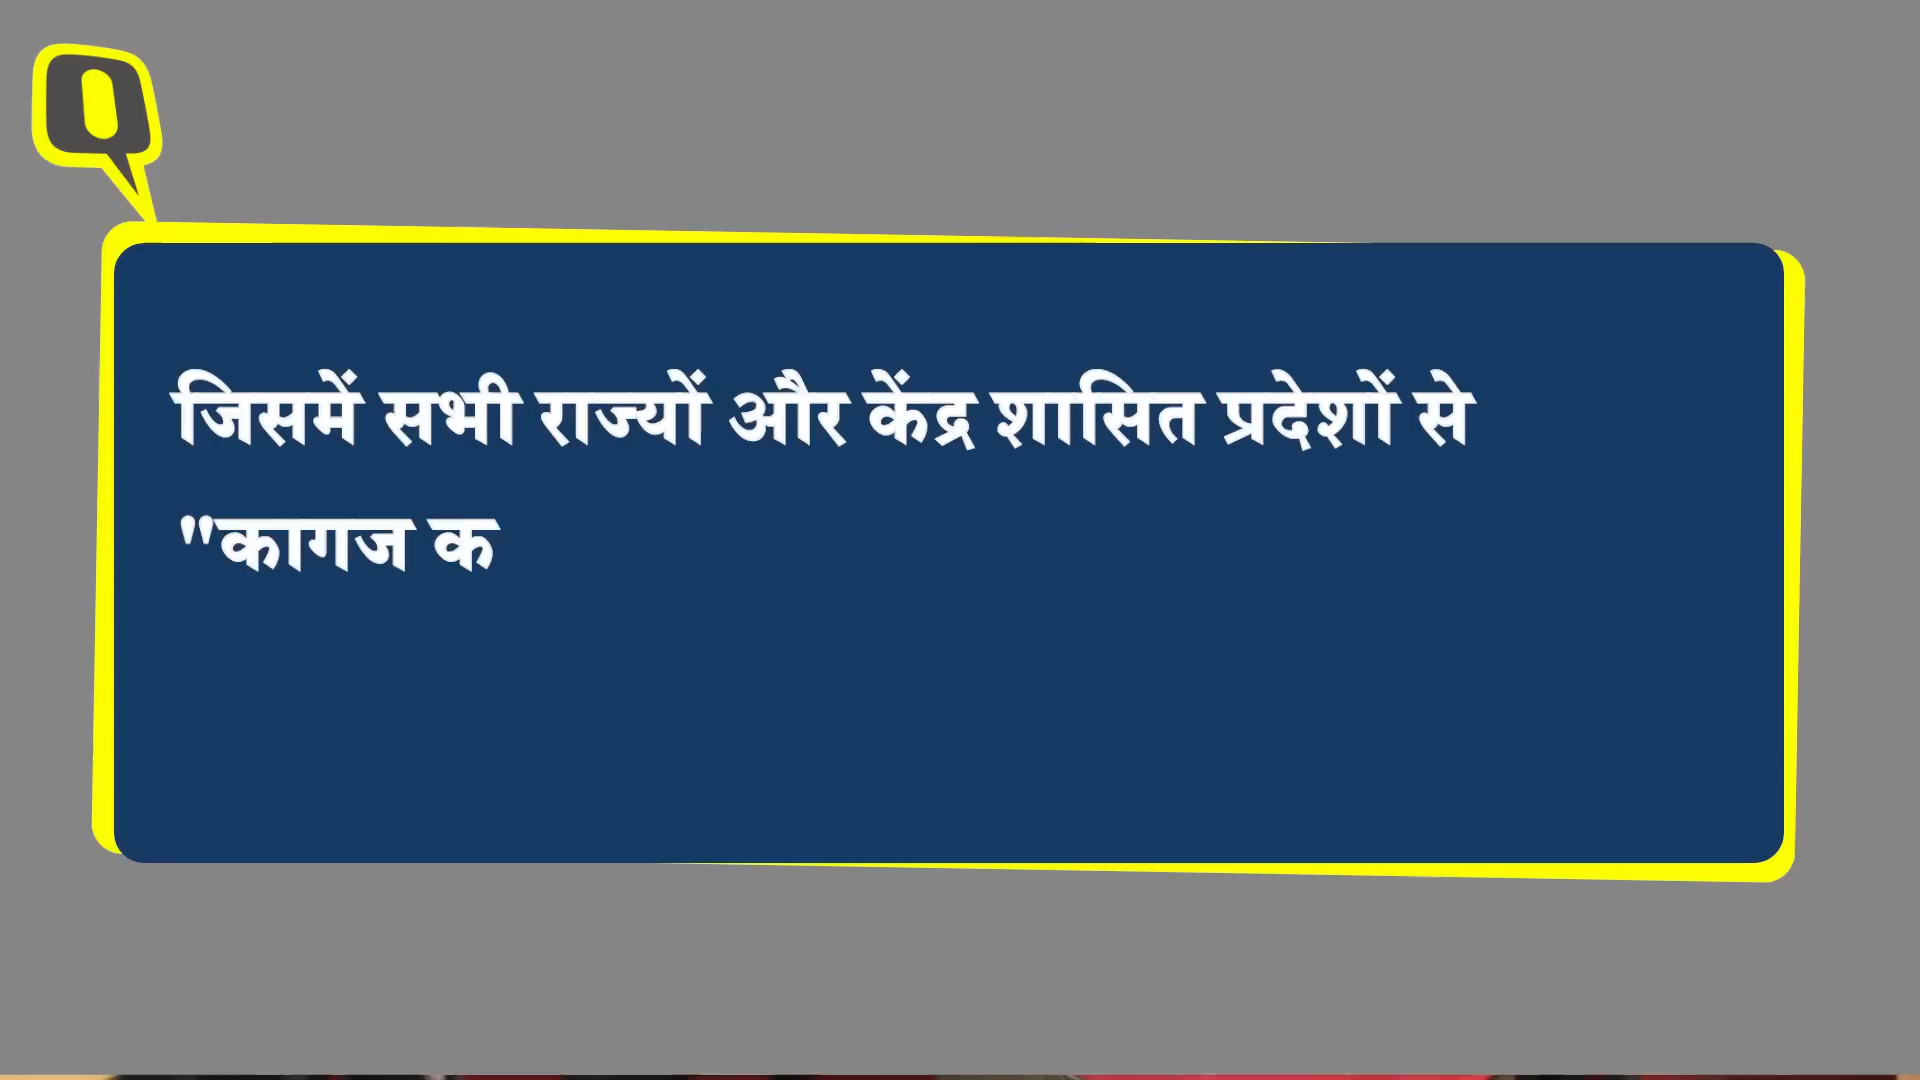 जिसमें सभी राज्यों और केंद्र शासित प्रदेशों से
"कागज क